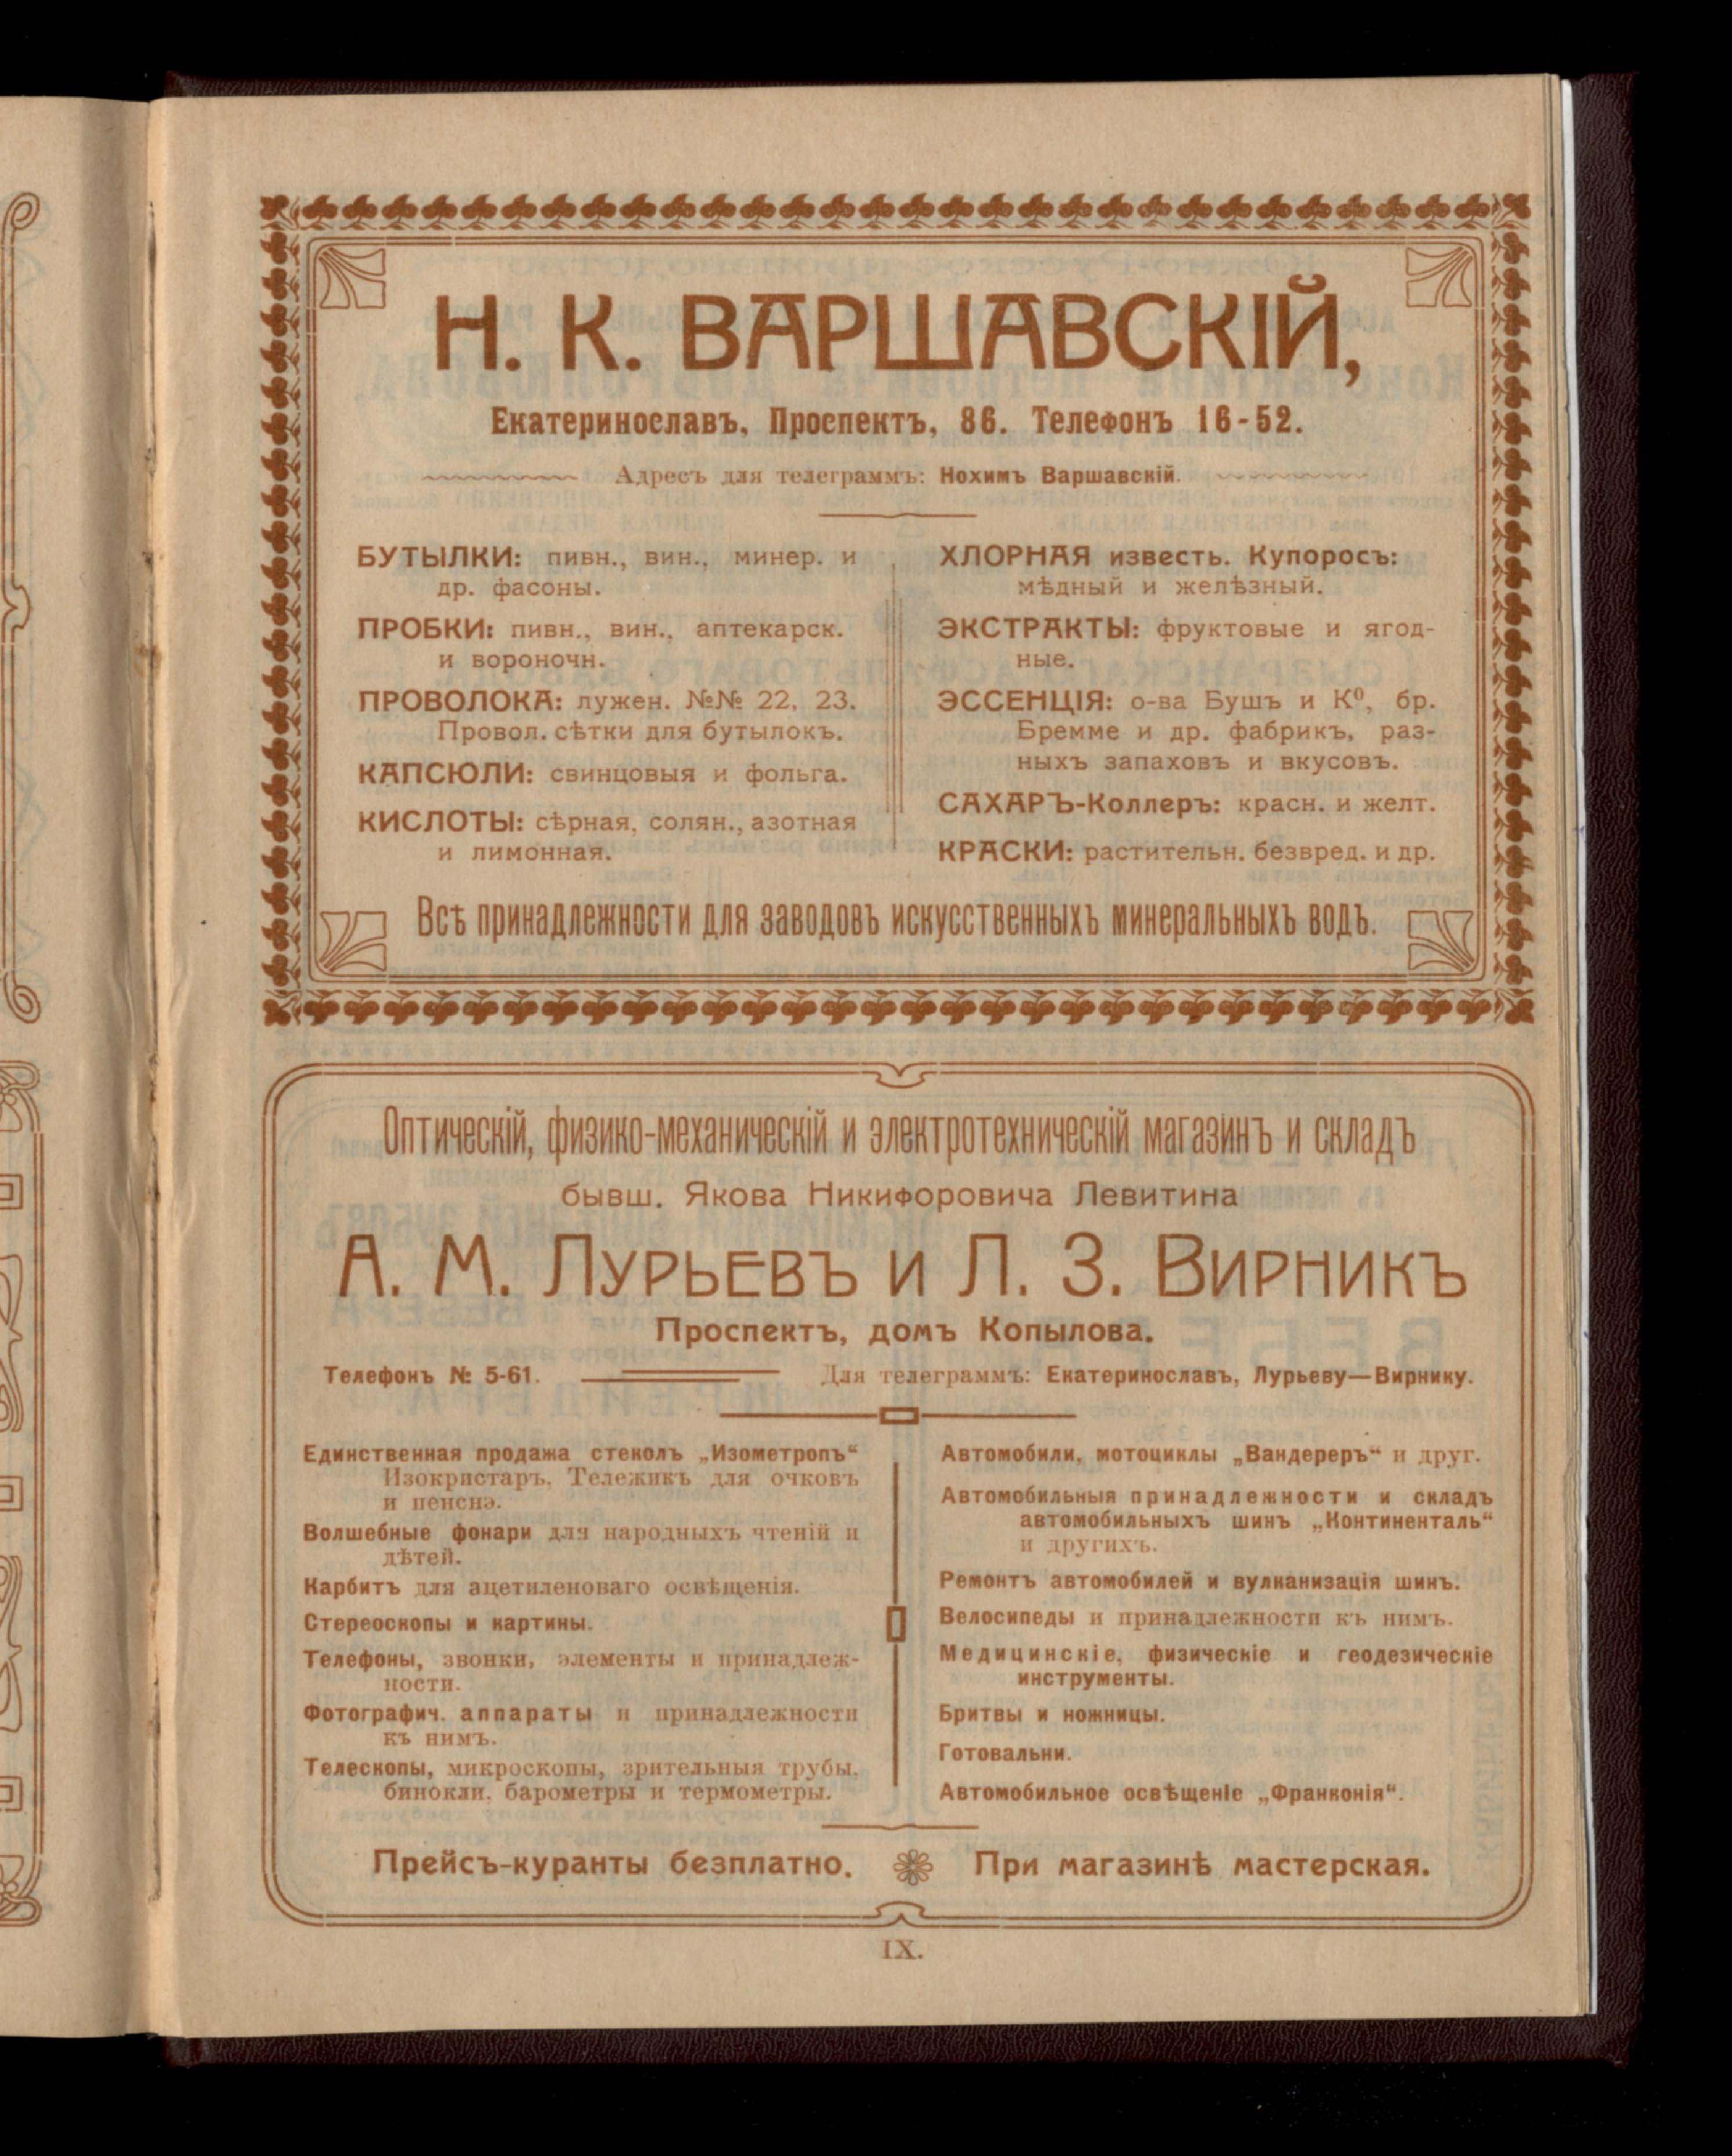 Н. К. ВАРШАВСКІЙ,
Екатеринославъ, Проспектъ, 86. Телефонъ 16-52.
Адресъ для телеграммъ: Нохимъ Варшавскій.
БУТЫЛКИ: пивн., вин., минер. и
др. фасоны.
ПРОБКИ: пивн., вин., аптекарск.
и вороночн.
ПРОВОЛОКА: лужен. №№ 22, 23.
Провол. сѣтки для бутылокъ.
КАПСЮЛИ: свинцовыя и фольга.
КИСЛОТЫ: сѣрная, солян., азотная
и лимонная.
ХЛОРНАЯ известь. Купоросъ:
мѣдный и желѣзный.
ЭКСТРАКТЫ: фруктовые и ягод-
ные.
ЭССЕНЦІЯ: о-ва Бушъ и К⁰, бр.
Бремме и др. фабрикъ, раз-
ныхъ запаховъ и вкусовъ.
САХАРЪ-Коллеръ: красн. и желт.
КРАСКИ: растительн. безвред. и др.
Всѣ принадлежности для заводовъ искусственныхъ минеральныхъ водъ.
Оптическій, физико-механическій и электротехническій магазинъ и складъ
бывш. Якова Никифоровича Левитина
А. М. Лурьевъ и Л. З. Вирникъ
Проспектъ, домъ Копылова.
Телефонъ № 5-61. Для телеграммъ: Екатеринославъ, Лурьеву—Вирнику.
Единственная продажа стеколъ „Изометропъ“
Изокристаръ, Тележикъ для очковъ
и пенснэ.
Волшебные фонари для народныхъ чтеній и
дѣтей.
Карбитъ для ацетиленоваго освѣщенія.
Стереоскопы и картины.
Телефоны, звонки, элементы и принадлеж-
ности.
Фотографич. аппараты и принадлежности
къ нимъ.
Телескопы, микроскопы, зрительныя трубы,
бинокли, барометры и термометры.
Автомобили, мотоциклы „Вандереръ“ и друг.
Автомобильныя принадлежности и складъ
автомобильныхъ шинъ „Континенталь“
и другихъ.
Ремонтъ автомобилей и вулканизація шинъ.
Велосипеды и принадлежности къ нимъ.
Медицинскіе, физическіе и геодезическіе
инструменты.
Бритвы и ножницы.
Готовальни.
Автомобильное освѣщеніе „Франконія“.
Прейсъ-куранты безплатно. При магазинѣ мастерская.
IX.